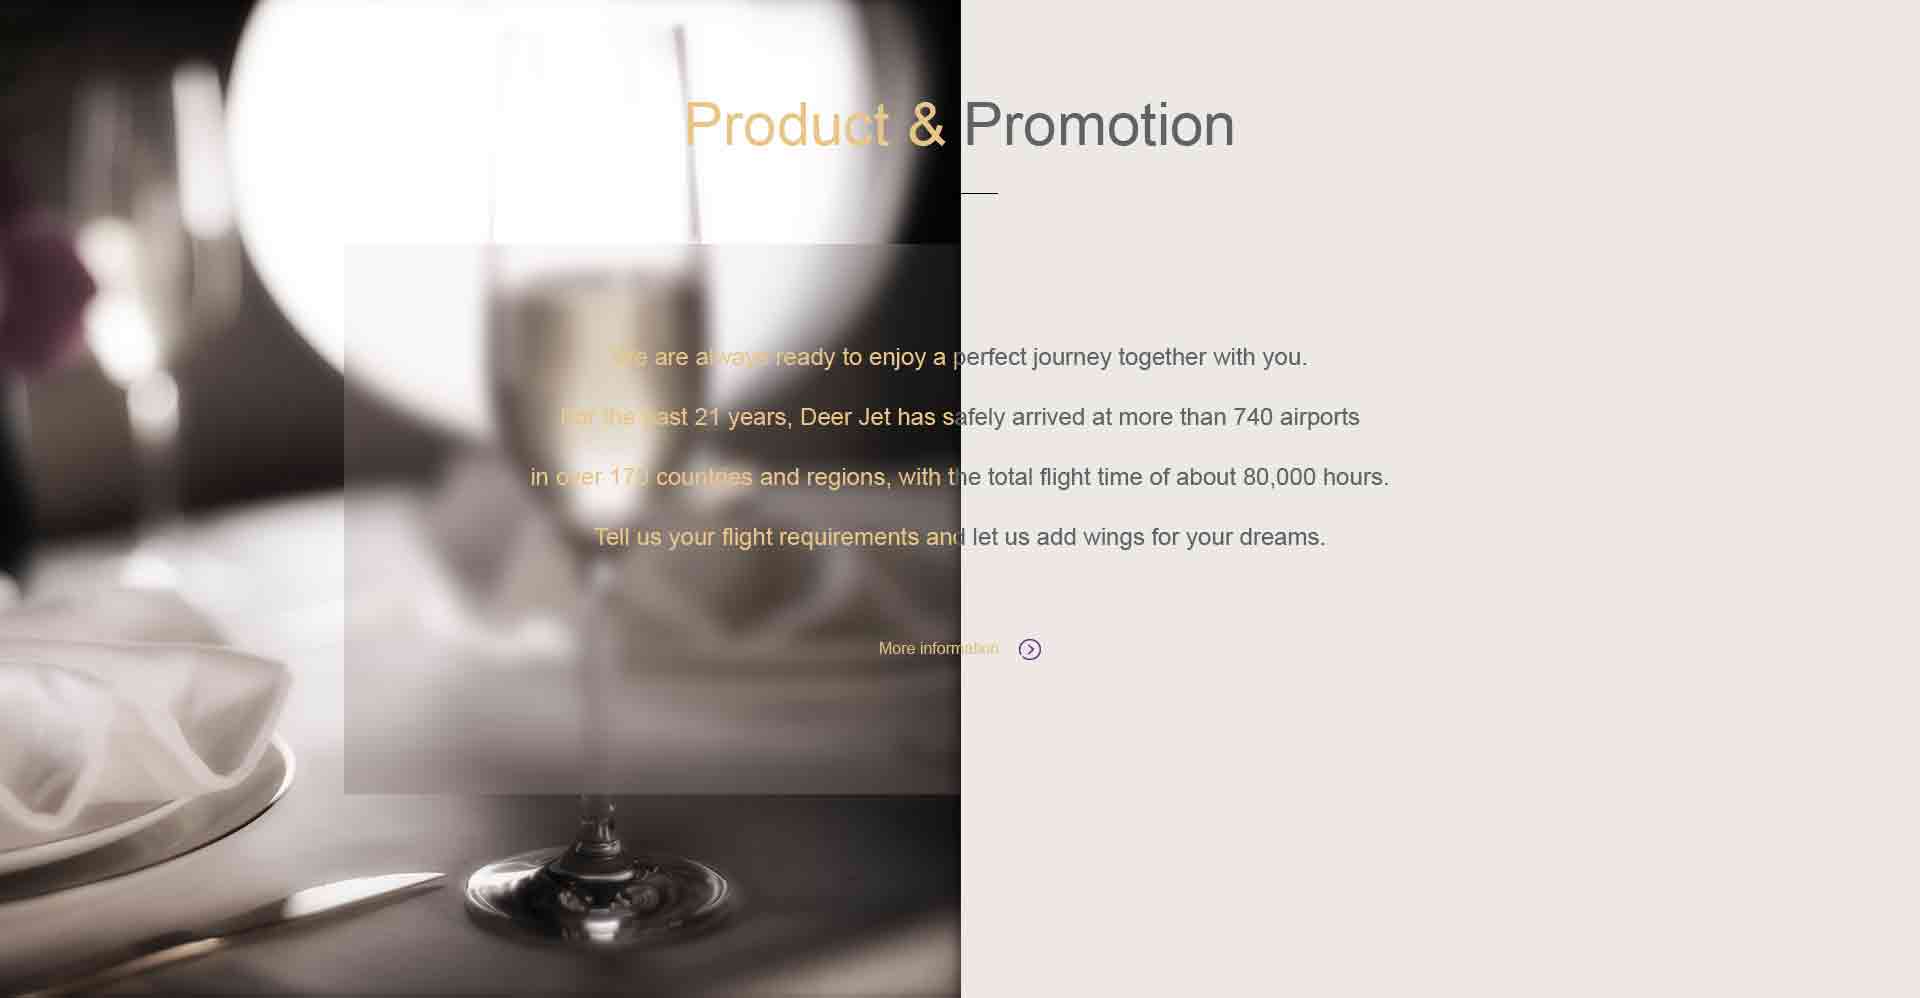 Product & Promotion
We are always ready to enjoy a perfect journey together with you.
For the past 21 years, Deer Jet has safely arrived at more than 740 airports
in over 170 countries and regions, with the total flight time of about 80,000 hours.
Tell us your flight requirements and let us add wings for your dreams.
More information